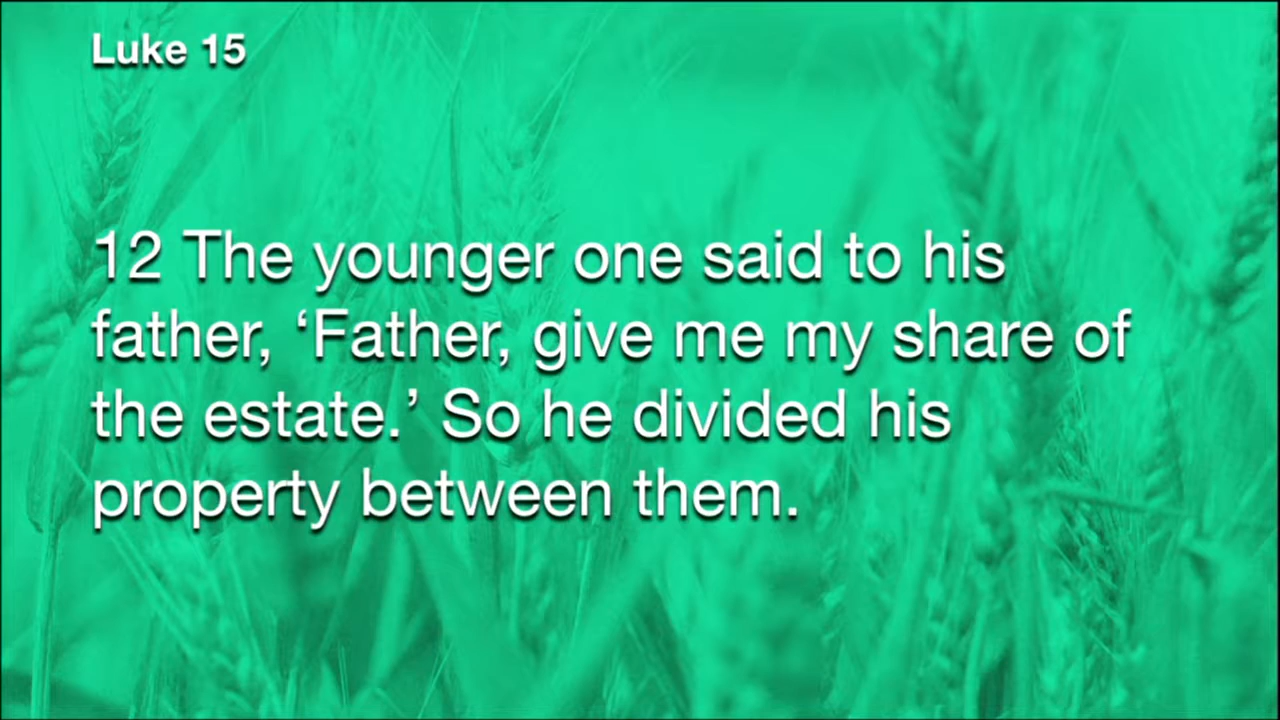 Luke 15
12 The younger one said to his
father, ‘Father, give me my share of
the estate.’ So he divided his
property between them.